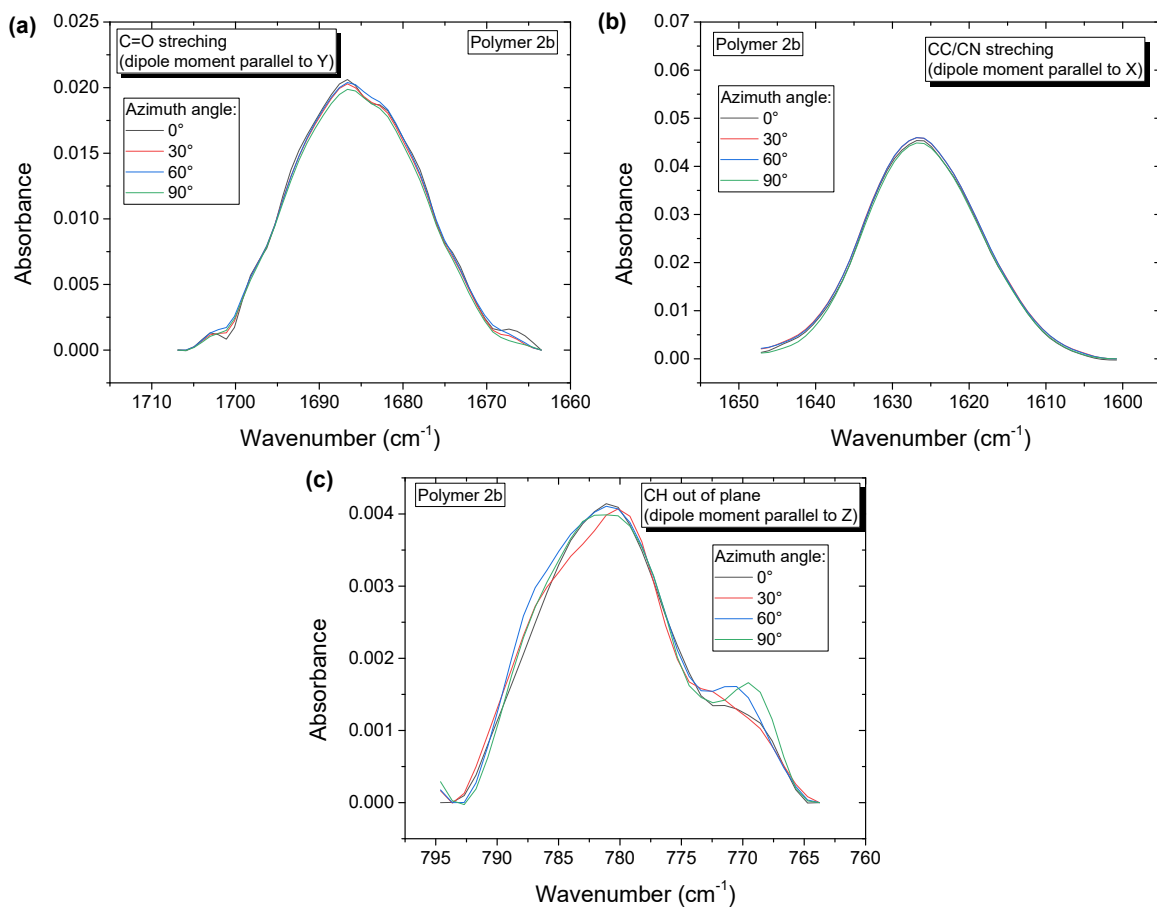 (a)
C=O streching
(dipole moment parallel to Y)
Polymer 2b
Azimuth angle:
0°
30°
60°
90°
0.025
0.020
0.015
0.010
0.005
0.000
Absorbance
1710 1700 1690 1680 1670 1660
Wavenumber (cm⁻¹)
(b)
Polymer 2b
CC/CN streching
(dipole moment parallel to X)
Azimuth angle:
0°
30°
60°
90°
0.07
0.06
0.05
0.04
0.03
0.02
0.01
0.00
Absorbance
1650 1640 1630 1620 1610 1600
Wavenumber (cm⁻¹)
(c)
Polymer 2b
CH out of plane
(dipole moment parallel to Z)
Azimuth angle:
0°
30°
60°
90°
0.004
0.003
0.002
0.001
0.000
Absorbance
795 790 785 780 775 770 765 760
Wavenumber (cm⁻¹)